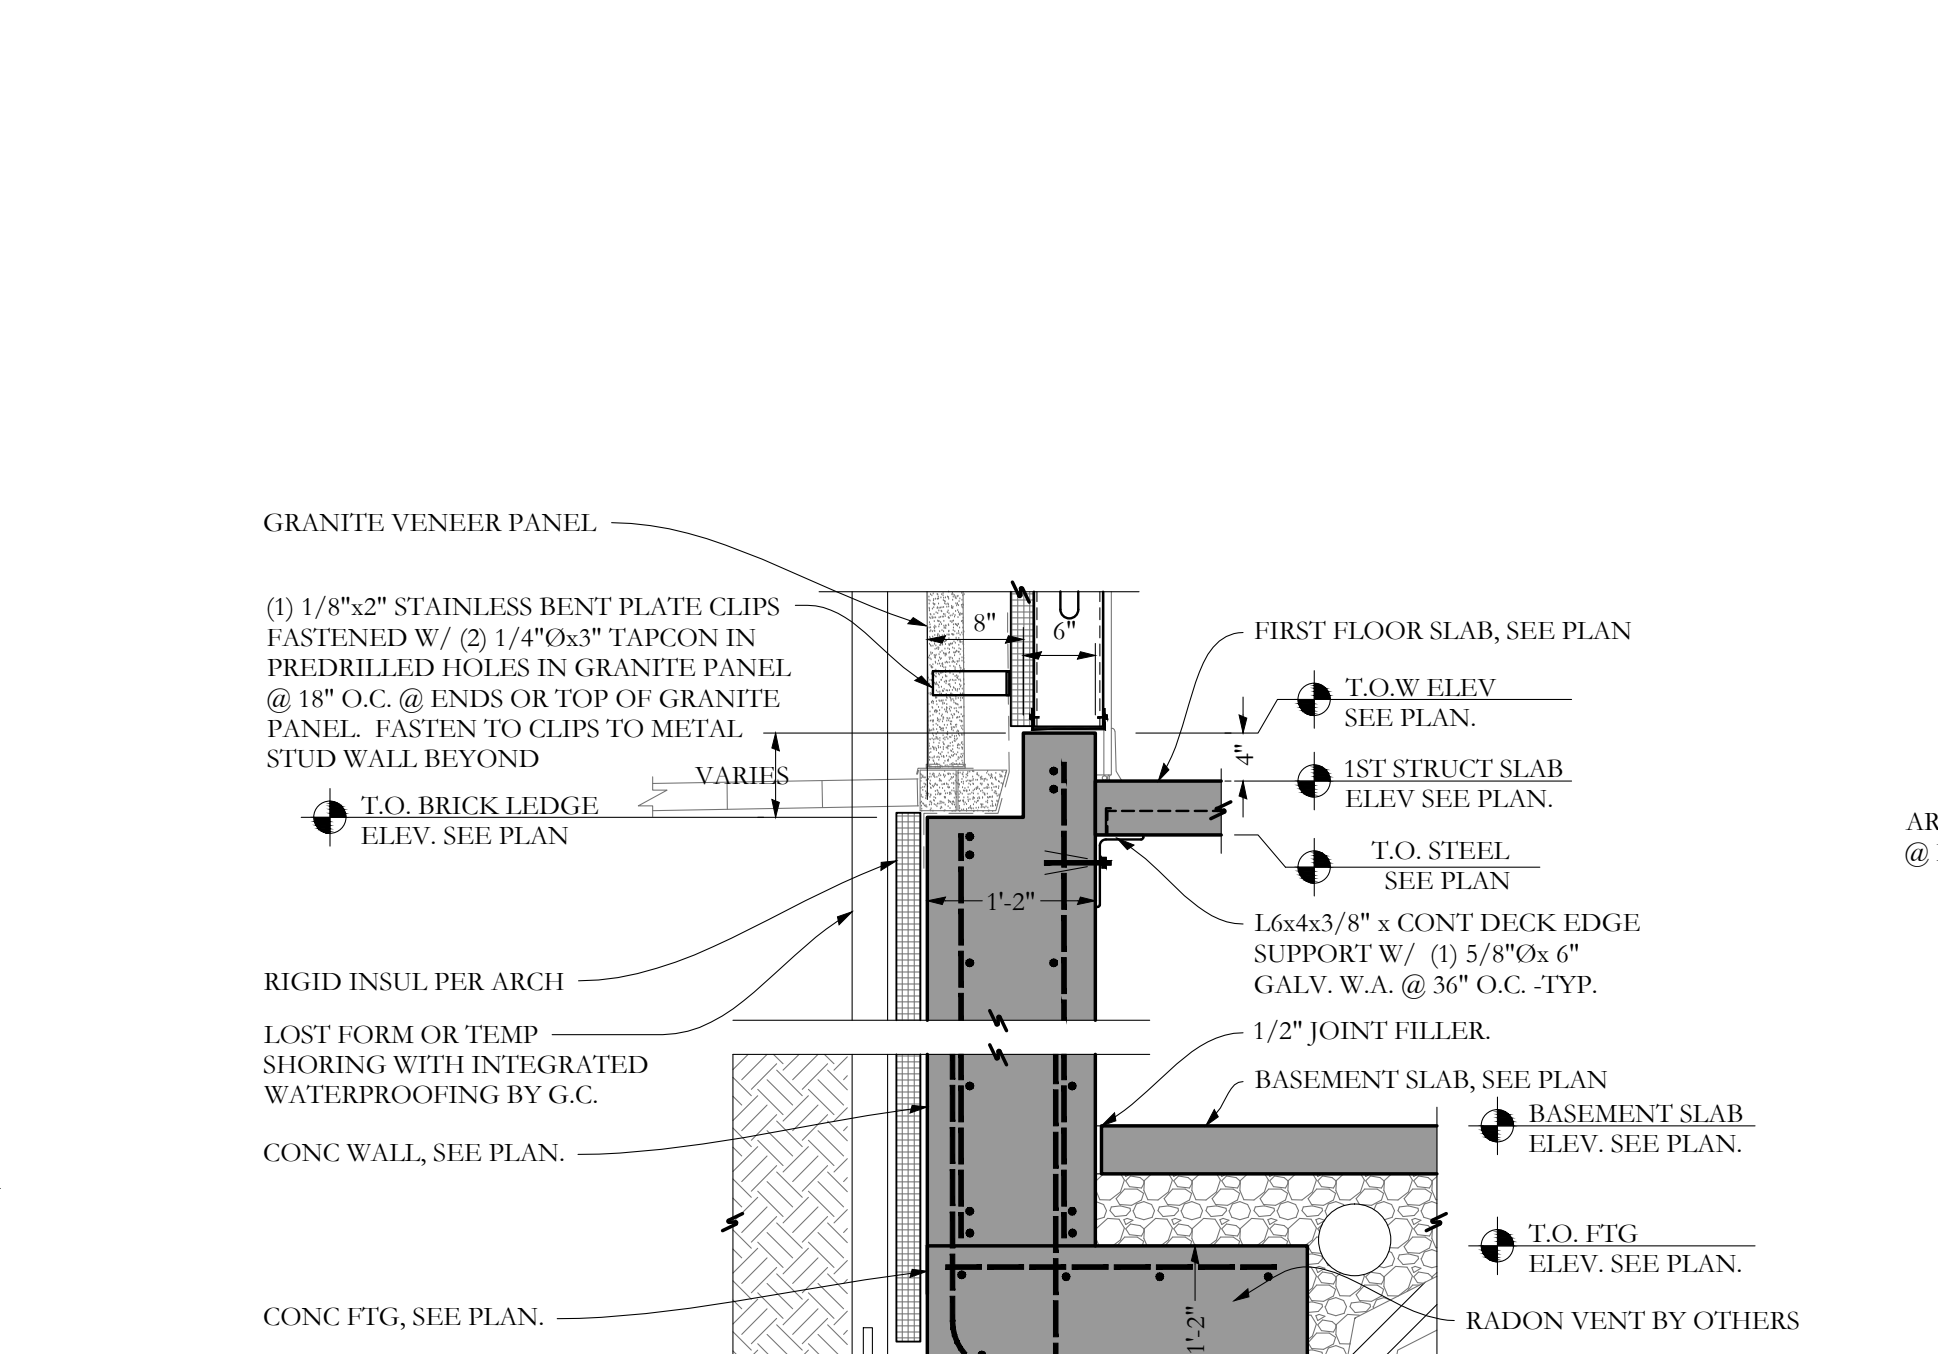 GRANITE VENEER PANEL
(1) 1/8"x2" STAINLESS BENT PLATE CLIPS
FASTENED W/ (2) 1/4"Øx3" TAPCON IN
PREDRILLED HOLES IN GRANITE PANEL
@ 18" O.C. @ ENDS OR TOP OF GRANITE
PANEL.  FASTEN TO CLIPS TO METAL
STUD WALL BEYOND
VARIES
T.O. BRICK LEDGE
ELEV. SEE PLAN
RIGID INSUL PER ARCH
LOST FORM OR TEMP
SHORING WITH INTEGRATED
WATERPROOFING BY G.C.
CONC WALL, SEE PLAN.
CONC FTG, SEE PLAN.
8"
6"
1'-2"
1'-2"
4"
FIRST FLOOR SLAB, SEE PLAN
T.O.W ELEV
SEE PLAN.
1ST STRUCT SLAB
ELEV SEE PLAN.
T.O. STEEL
SEE PLAN
L6x4x3/8" x CONT DECK EDGE
SUPPORT W/  (1) 5/8"Øx 6"
GALV. W.A. @ 36" O.C. -TYP.
1/2" JOINT FILLER.
BASEMENT SLAB, SEE PLAN
BASEMENT SLAB
ELEV. SEE PLAN.
T.O. FTG
ELEV. SEE PLAN.
RADON VENT BY OTHERS
AR
@